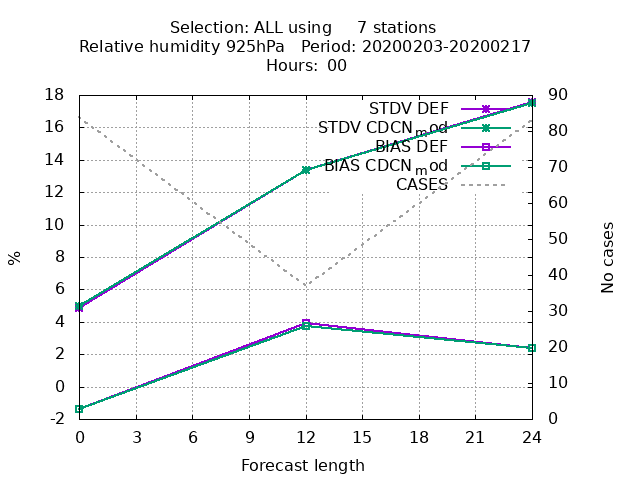 Selection: ALL using     7 stations
Relative humidity 925hPa   Period: 20200203-20200217
Hours: 00
18
16
14
12
10
8
6
4
2
0
-2
%
90
80
70
60
50
40
30
20
10
0
No cases
STDV DEF
STDV CDCN_mod
BIAS DEF
BIAS CDCN_mod
CASES
0 3 6 9 12 15 18 21 24
Forecast length